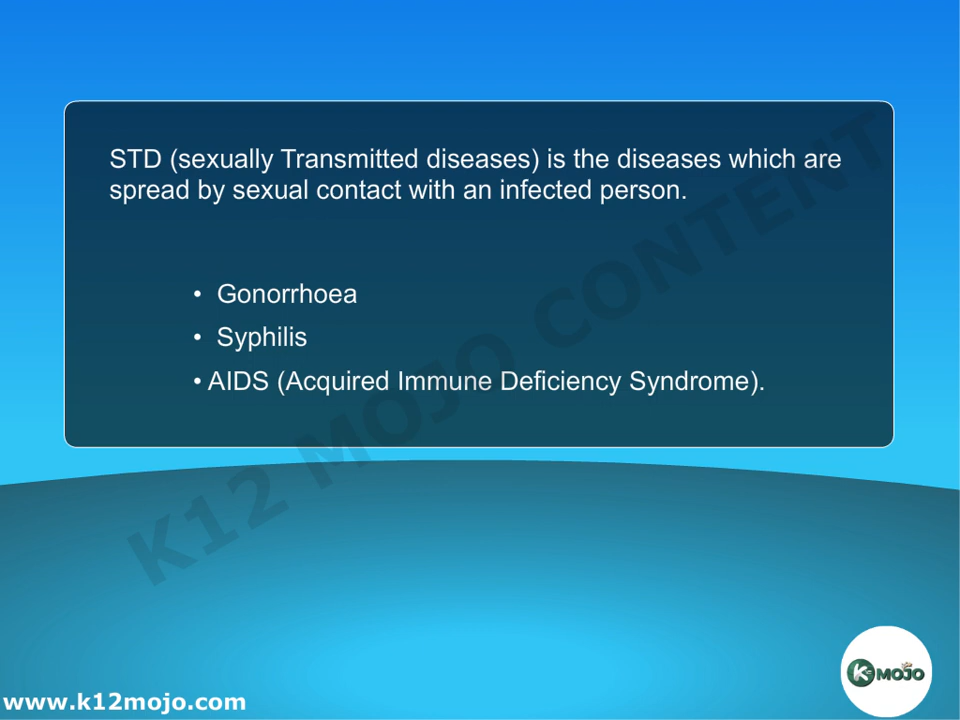 STD (sexually Transmitted diseases) is the diseases which are
spread by sexual contact with an infected person.
• Gonorrhoea
• Syphilis
• AIDS (Acquired Immune Deficiency Syndrome).
K12 MOJO CONTENT
K12 MOJO
www.k12mojo.com